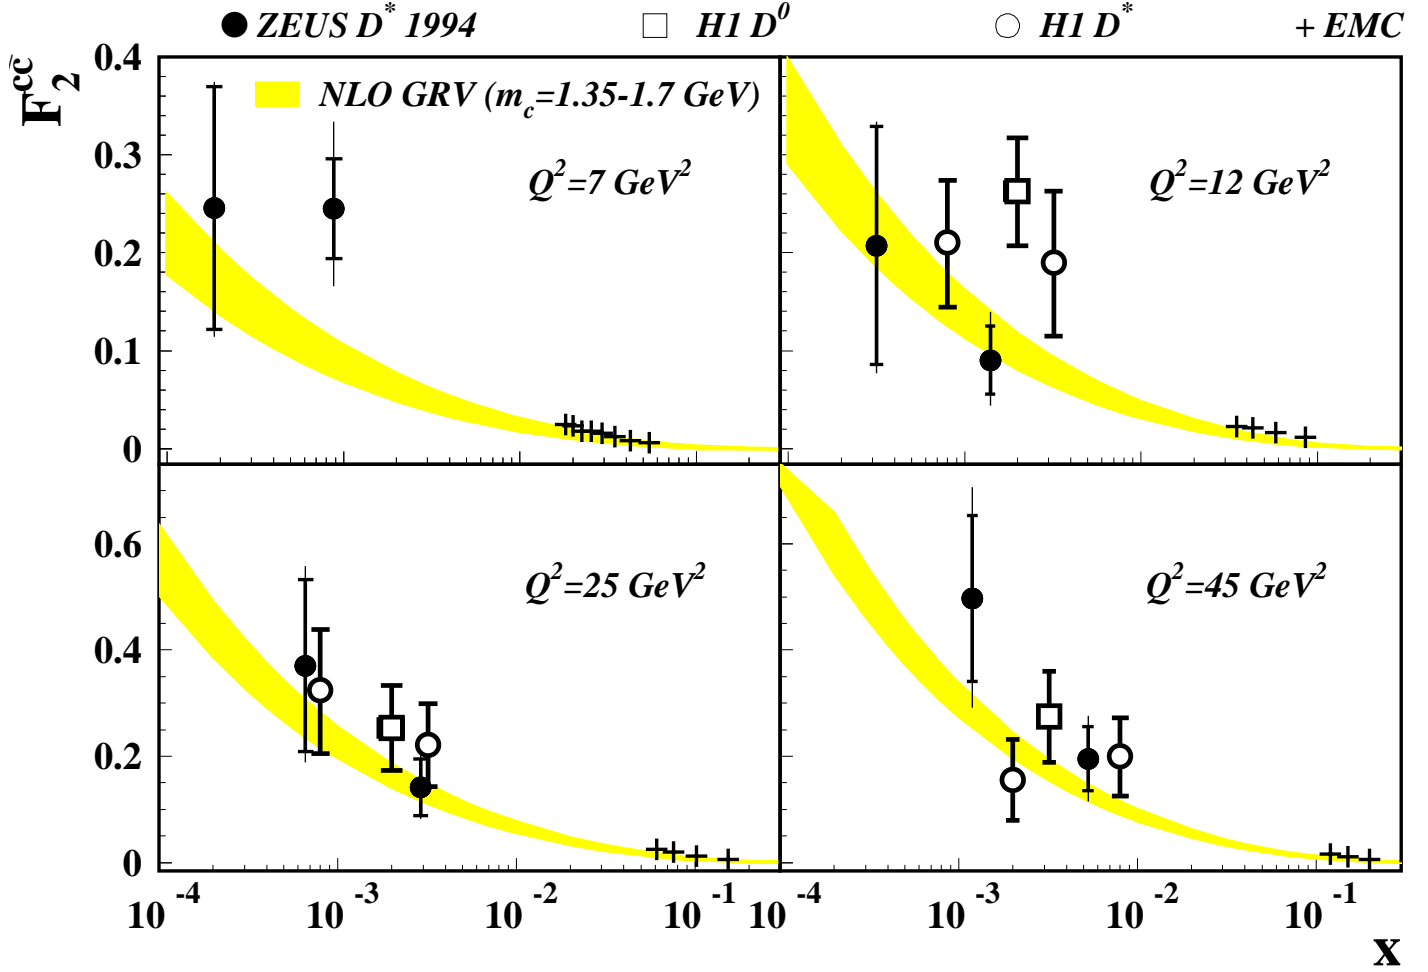 ZEUS D* 1994 H1 D⁰ H1 D* + EMC
F₂^cc̄
NLO GRV (m_c=1.35-1.7 GeV)
Q²=7 GeV²
Q²=12 GeV²
0.4
0.3
0.2
0.1
0
Q²=25 GeV²
Q²=45 GeV²
0.6
0.4
0.2
0
10⁻⁴ 10⁻³ 10⁻² 10⁻¹ 10⁻⁴ 10⁻³ 10⁻² 10⁻¹
x